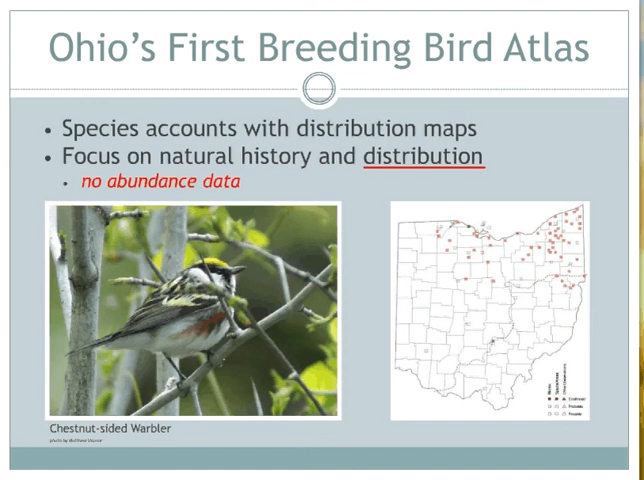 Ohio's First Breeding Bird Atlas
• Species accounts with distribution maps
• Focus on natural history and distribution
• no abundance data
Chestnut-sided Warbler